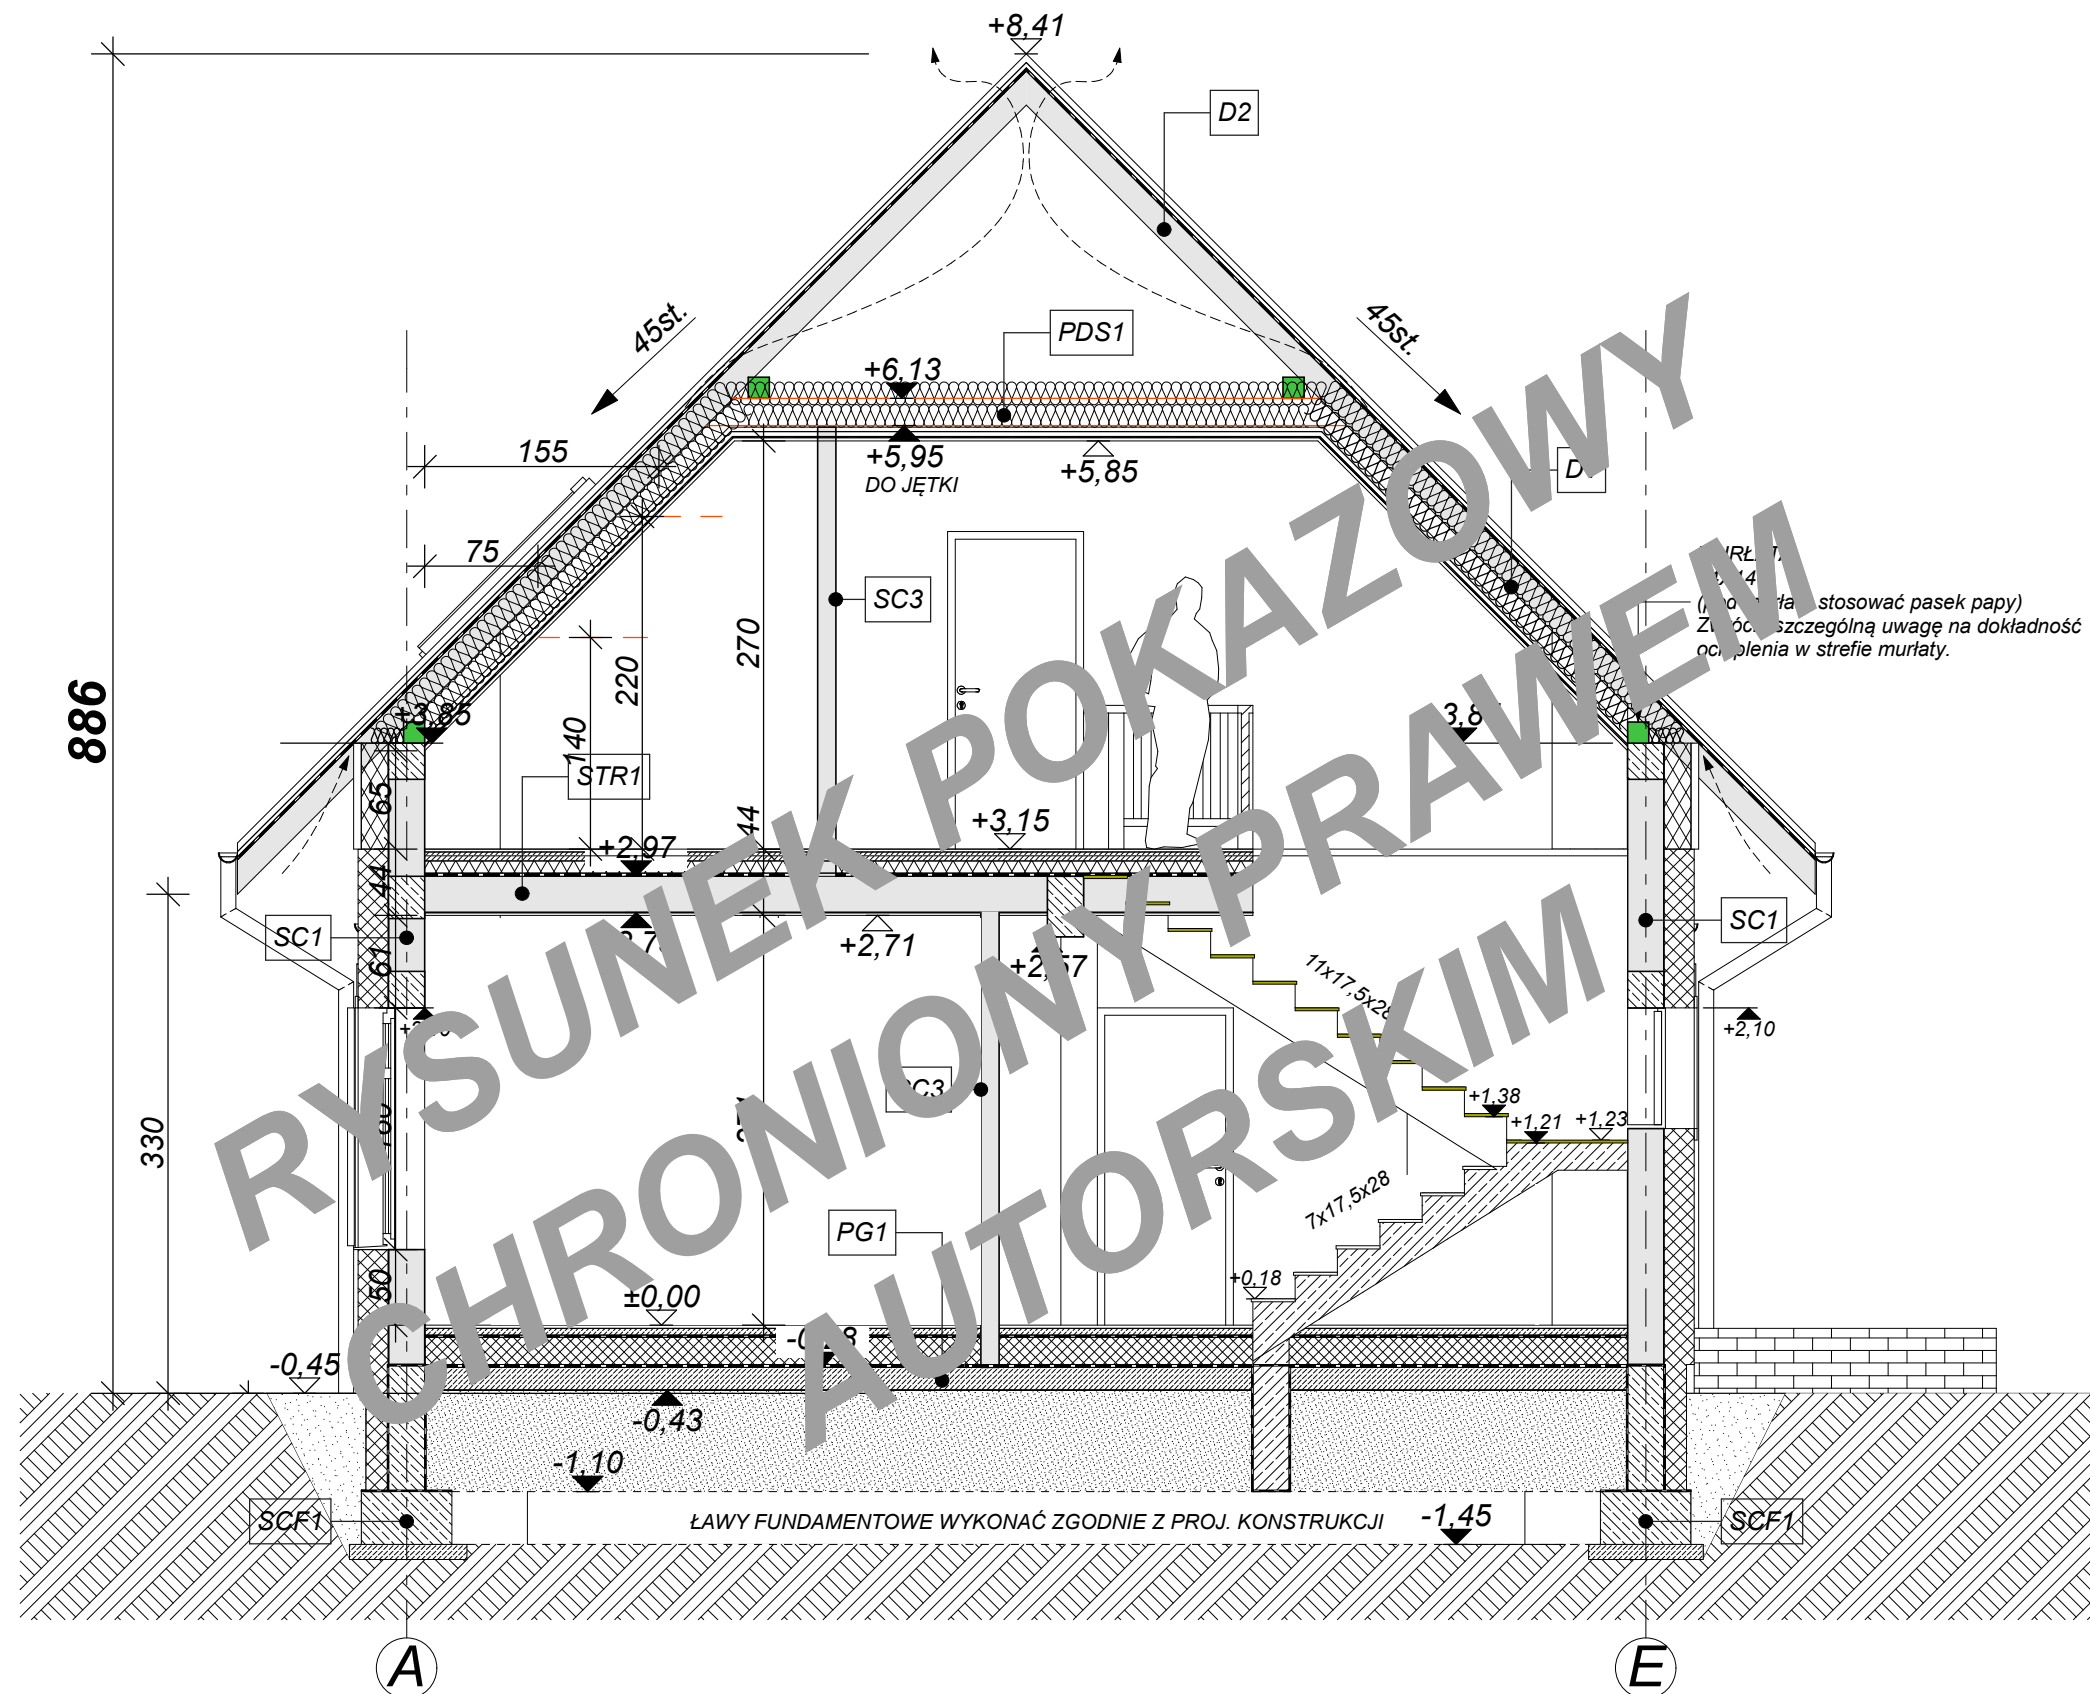 +8,41
D2
45st.
45st.
PDS1
+6,13
155
+5,95
DO JĘTKI
+5,85
75
SC3
(pod stosować pasek papy)
szczególną uwagę na dokładność
ocieplenia w strefie murłaty.
270
220
140
886
+3,85
STR1
65
44
+3,15
+2,97
44
SC1
+2,71
+2,57
SC1
61
11x17,5x28
+2,10
330
+1,38
+1,21
+1,23
7x17,5x28
PG1
+0,18
50
±0,00
-0,45
-0,43
-1,10
SCF1
ŁAWY FUNDAMENTOWE WYKONAĆ ZGODNIE Z PROJ. KONSTRUKCJI
-1,45
SCF1
A
E
RYSUNEK POKAZOWY
CHRONIONY PRAWEM
AUTORSKIM